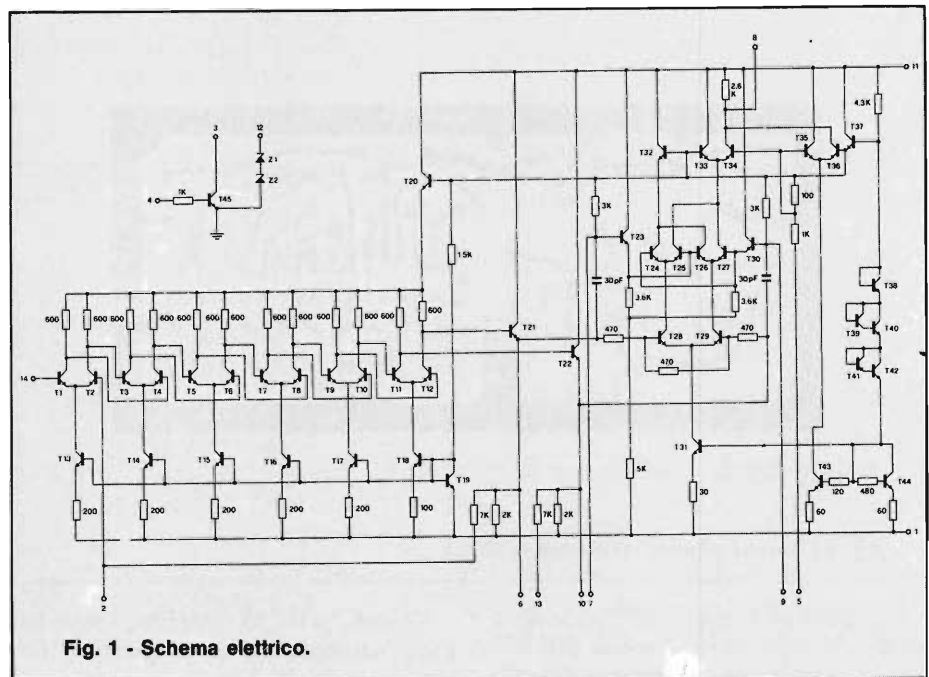 8
11
3
12
2.6
K
4.3K
Z1
Z2
T37
T35
T36
T32
T33
T34
1K
4
T45
T20
3K
3K
100
1K
T23
T30
1.5K
T24
T25
T26
T27
30pF
30pF
T38
3.6K
3.6K
600
600
600
600
600
600
600
600
600
600
600
600
T21
T39
T40
470
T28
T29
470
T22
T41
T42
470
14
T1
T2
T3
T4
T5
T6
T7
T8
T9
T10
T11
T12
T31
T13
T14
T15
T16
T17
T18
T19
5K
T43
120
480
T44
30
60
60
200
200
200
200
200
100
7K
2K
7K
2K
1
2
6
13
10
7
9
5
Fig. 1 - Schema elettrico.